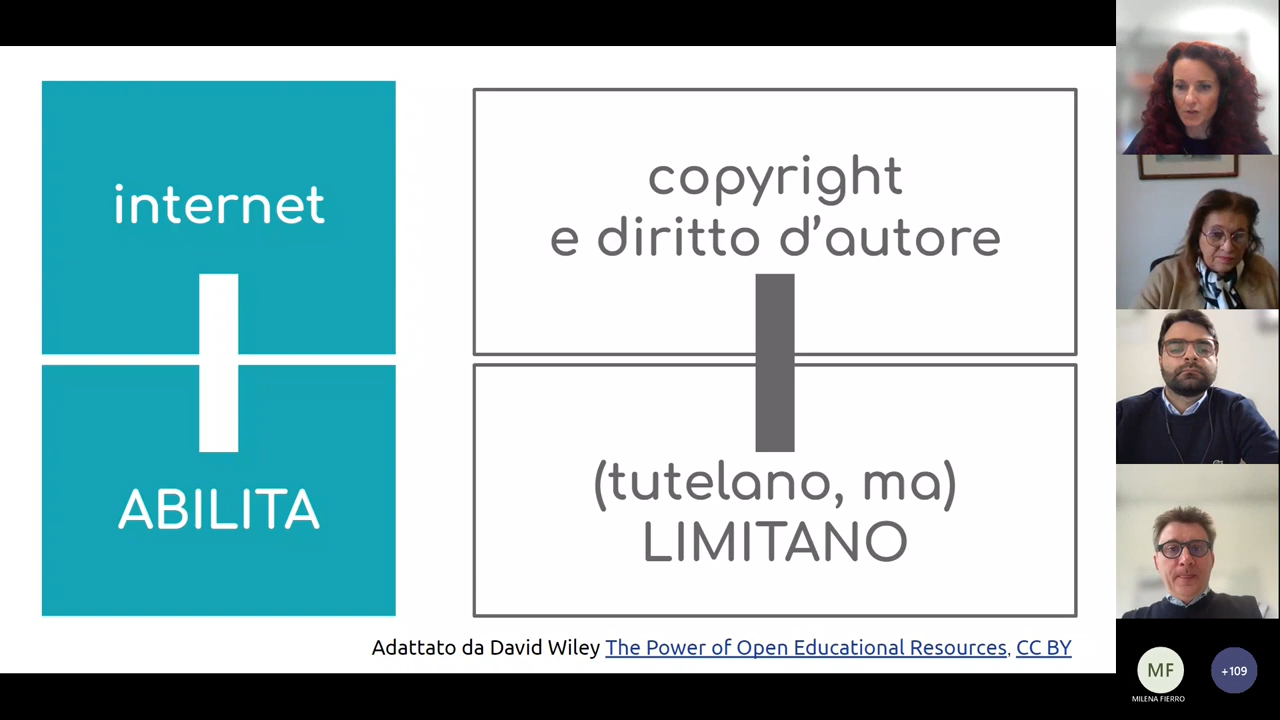 internet
ABILITA
copyright
e diritto d'autore
(tutelano, ma)
LIMITANO
Adattato da David Wiley The Power of Open Educational Resources, CC BY
MF
MILENA FIERRO
+109